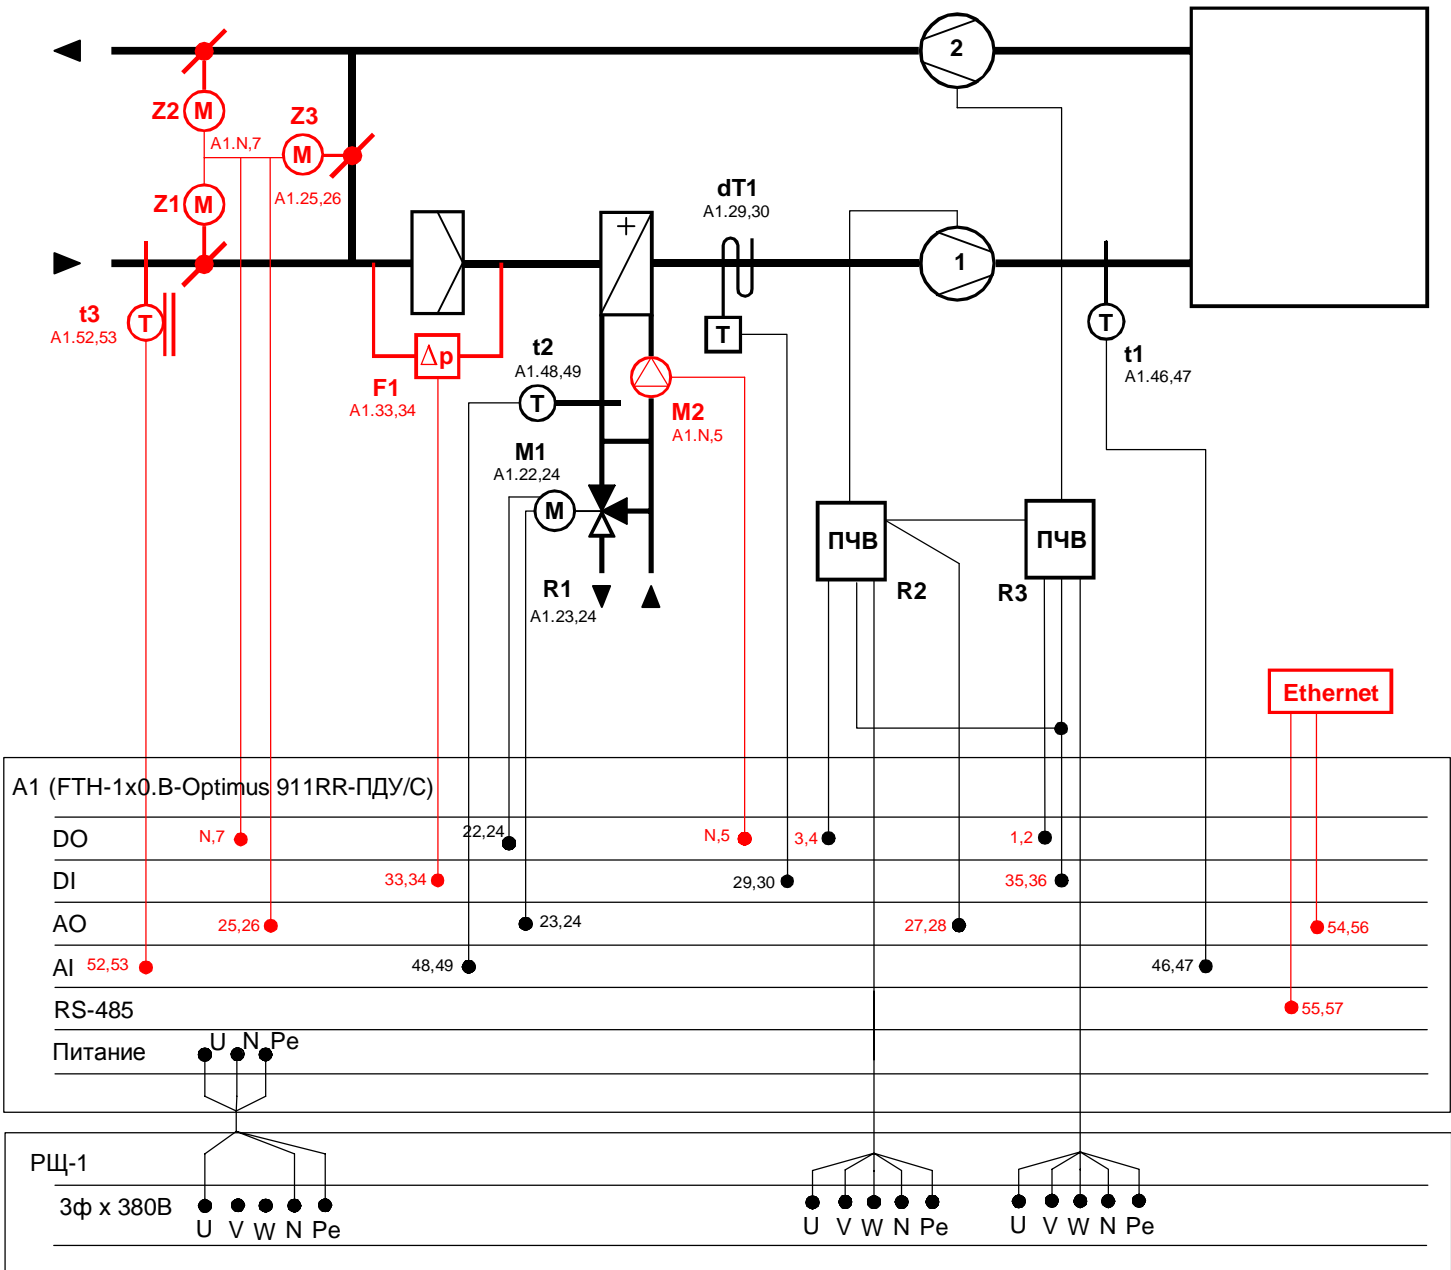 2
Z2
M
Z3
A1.N,7
M
Z1
M
A1.25,26
dT1
A1.29,30
+
1
t3
A1.52,53
T
Δp
F1
A1.33,34
t2
A1.48,49
T
T
T
t1
A1.46,47
M2
A1.N,5
M1
A1.22,24
M
R1
A1.23,24
ПЧВ
R2
ПЧВ
R3
Ethernet
A1 (FTH-1x0.B-Optimus 911RR-ПДУ/С)
DO
N,7
22,24
N,5
3,4
1,2
DI
33,34
29,30
35,36
AO
25,26
23,24
27,28
54,56
AI
52,53
48,49
46,47
RS-485
55,57
Питание
U N Pe
РЩ-1
3ф x 380В
U V W N Pe
U V W N Pe
U V W N Pe